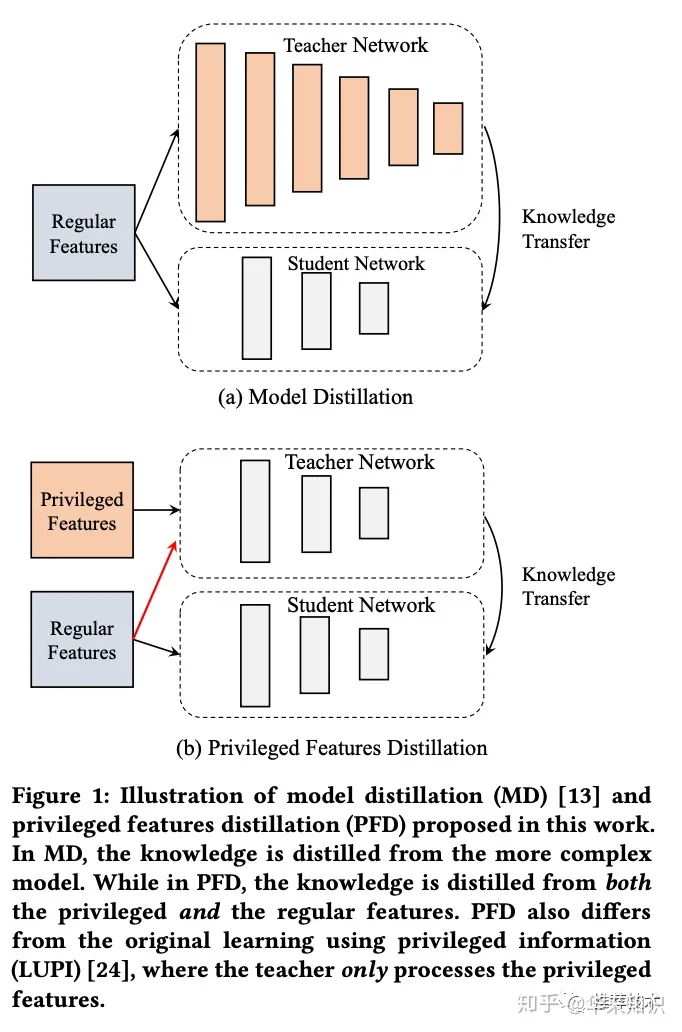 Teacher Network
Regular
Features
Knowledge
Transfer
Student Network
(a) Model Distillation
Privileged
Features
Teacher Network
Knowledge
Transfer
Regular
Features
Student Network
(b) Privileged Features Distillation
Figure 1: Illustration of model distillation (MD) [13] and
privileged features distillation (PFD) proposed in this work.
In MD, the knowledge is distilled from the more complex
model. While in PFD, the knowledge is distilled from both
the privileged and the regular features. PFD also differs
from the original learning using privileged information
(LUPI) [24], where the teacher only processes the privileged
features.
知乎